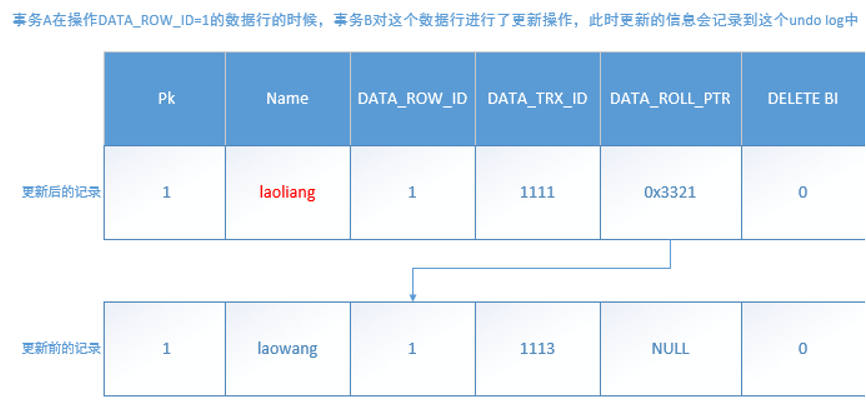 事务A在操作DATA_ROW_ID=1的数据行的时候，事务B对这个数据行进行了更新操作，此时更新的信息会记录到这个undo log中
Pk Name DATA_ROW_ID DATA_TRX_ID DATA_ROLL_PTR DELETE BI
更新后的记录 1 laoliang 1 1111 0x3321 0
更新前的记录 1 laowang 1 1113 NULL 0